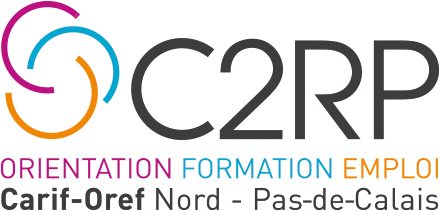 C2RP
ORIENTATION FORMATION EMPLOI
Carif-Oref Nord - Pas-de-Calais